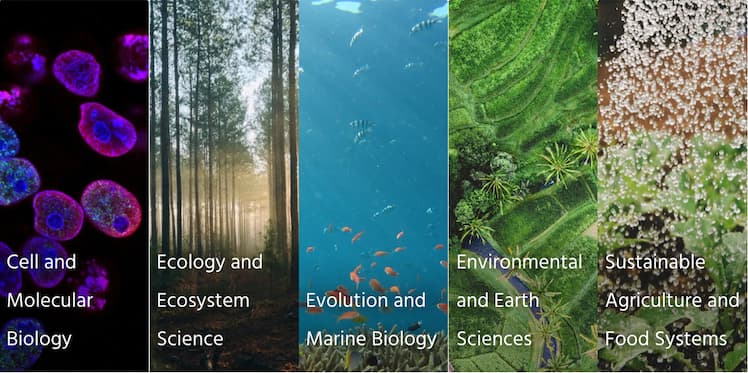 Cell and
Molecular
Biology
Ecology and
Ecosystem
Science
Evolution and
Marine Biology
Environmental
and Earth
Sciences
Sustainable
Agriculture and
Food Systems